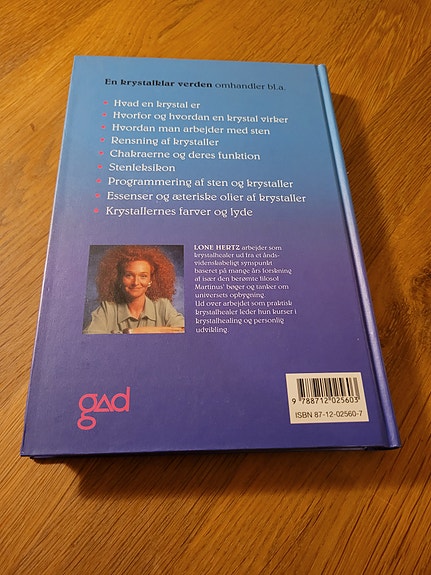 En krystalklar verden omhandler bl.a.
Hvad en krystal er
Hvorfor og hvordan en krystal virker
Hvordan man arbejder med sten
Rensning af krystaller
Chakraerne og deres funktion
Stenleksikon
Programmering af sten og krystaller
Essenser og æteriske olier af krystaller
Krystallernes farver og lyde
LONE HERTZ arbejder som
krystalhealer ud fra et ånds-
videnskabeligt synspunkt
baseret på mange års forskning
af især den berømte filosof
Martinus' bøger og tanker om
universets opbygning.
Ud over arbejdet som praktisk
krystalhealer leder hun kurser i
krystalhealing og personlig
udvikling.
gad
9 788712 025603
ISBN 87-12-02560-7